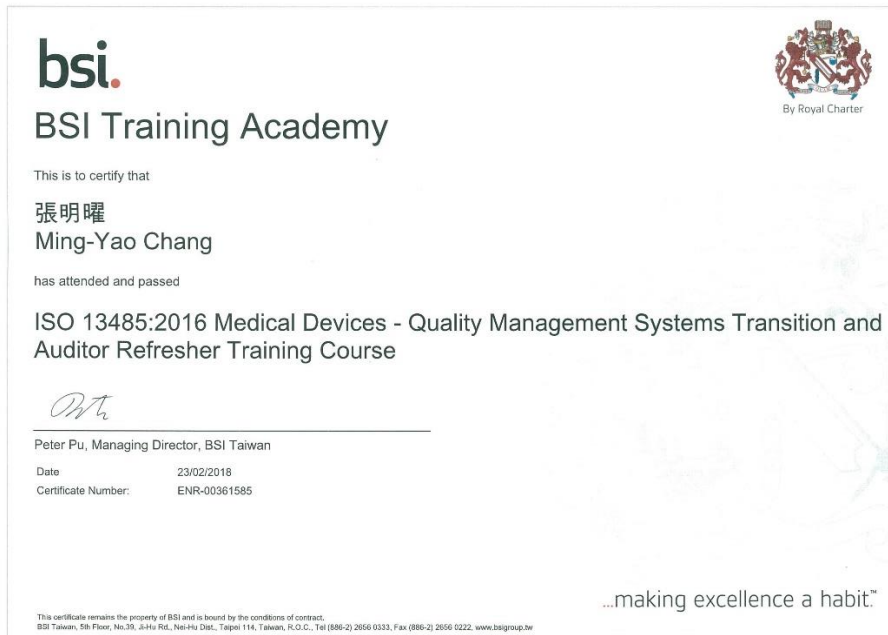 bsi.
By Royal Charter
BSI Training Academy
This is to certify that
張明曜
Ming-Yao Chang
has attended and passed
ISO 13485:2016 Medical Devices - Quality Management Systems Transition and
Auditor Refresher Training Course
Peter Pu, Managing Director, BSI Taiwan
Date 23/02/2018
Certificate Number: ENR-00361585
...making excellence a habit.™
This certificate remains the property of BSI and is bound by the conditions of contract,
BSI Taiwan, 5th Floor, No.39, Ji-Hu Rd., Nei-Hu Dist., Taipei 114, Taiwan, R.O.C., Tel (886-2) 2656 0333, Fax (886-2) 2656 0222, www.bsigroup.tw